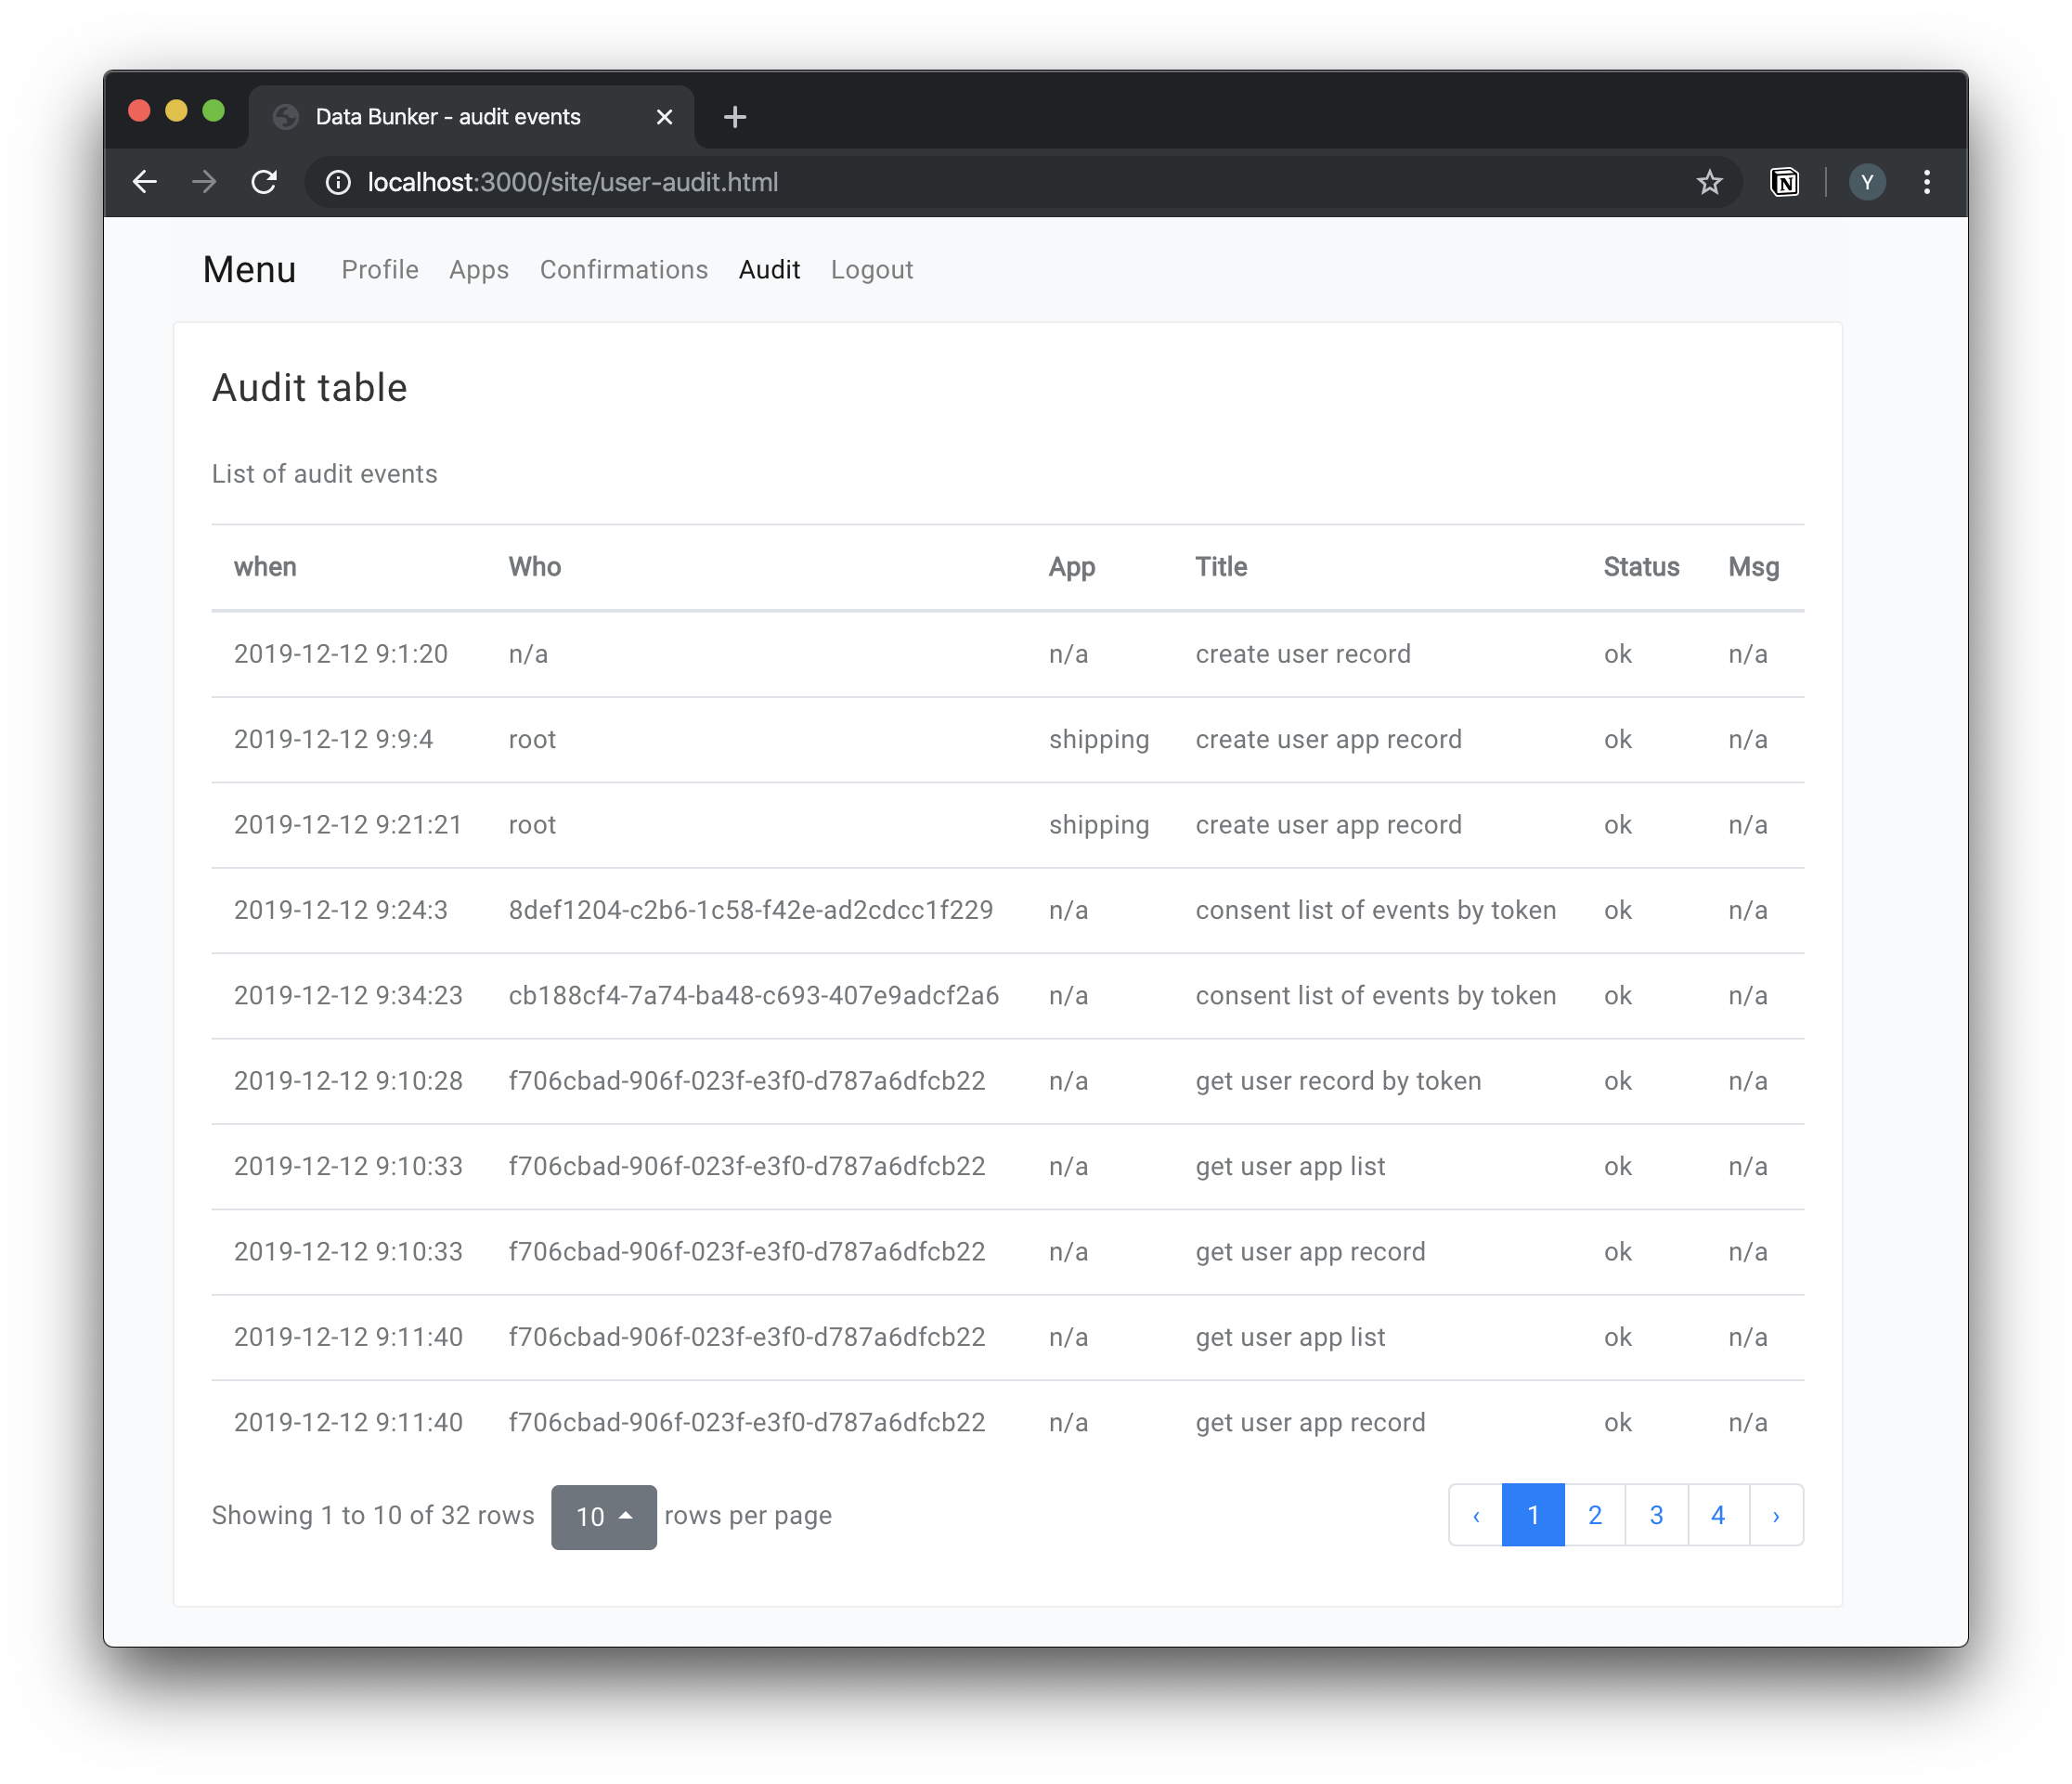 Data Bunker - audit events
localhost:3000/site/user-audit.html
N
Y
Menu Profile Apps Confirmations Audit Logout
Audit table
List of audit events
when Who App Title Status Msg
2019-12-12 9:1:20 n/a n/a create user record ok n/a
2019-12-12 9:9:4 root shipping create user app record ok n/a
2019-12-12 9:21:21 root shipping create user app record ok n/a
2019-12-12 9:24:3 8def1204-c2b6-1c58-f42e-ad2cdcc1f229 n/a consent list of events by token ok n/a
2019-12-12 9:34:23 cb188cf4-7a74-ba48-c693-407e9adcf2a6 n/a consent list of events by token ok n/a
2019-12-12 9:10:28 f706cbad-906f-023f-e3f0-d787a6dfcb22 n/a get user record by token ok n/a
2019-12-12 9:10:33 f706cbad-906f-023f-e3f0-d787a6dfcb22 n/a get user app list ok n/a
2019-12-12 9:10:33 f706cbad-906f-023f-e3f0-d787a6dfcb22 n/a get user app record ok n/a
2019-12-12 9:11:40 f706cbad-906f-023f-e3f0-d787a6dfcb22 n/a get user app list ok n/a
2019-12-12 9:11:40 f706cbad-906f-023f-e3f0-d787a6dfcb22 n/a get user app record ok n/a
Showing 1 to 10 of 32 rows 10 rows per page ‹ 1 2 3 4 ›